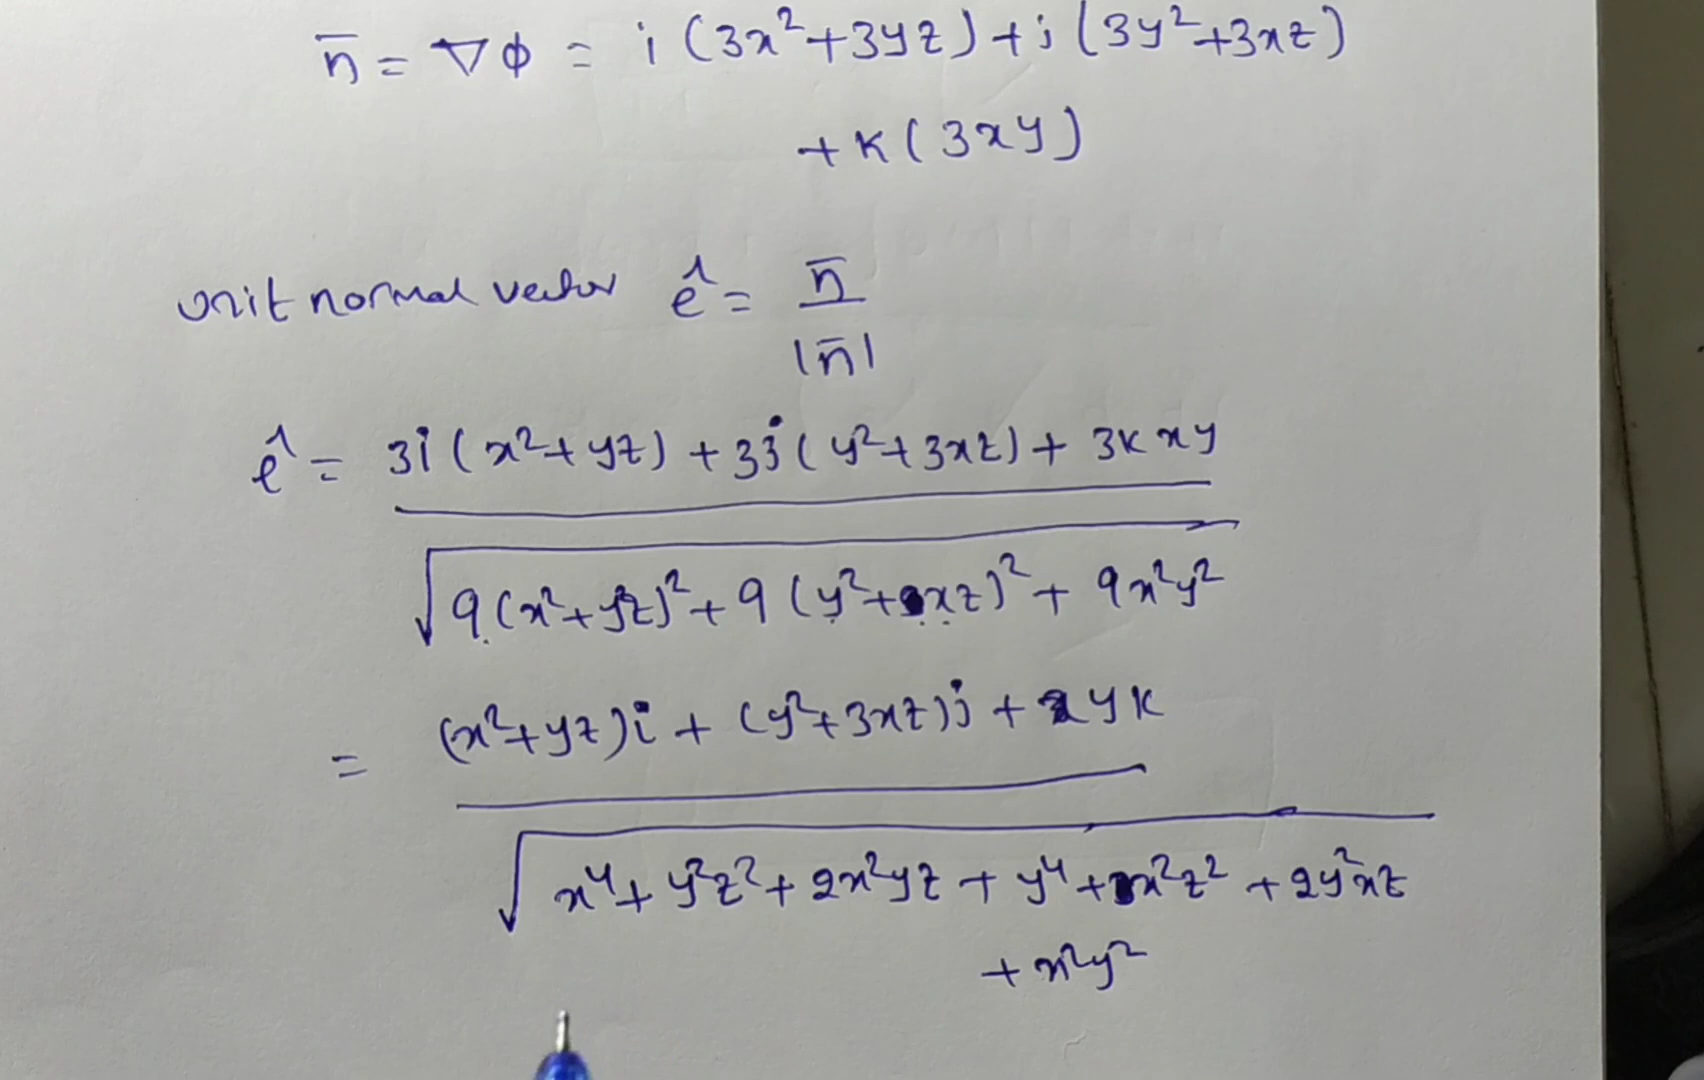 n̄ = ∇φ = i (3x²+3yz) + j (3y²+3xz)
+ k (3xy)
unit normal vector ê = n̄
|n̄|
ê = 3i (x²+yz) + 3j (y²+3xz) + 3k xy
√9(x²+yz)² + 9 (y²+xz)² + 9x²y²
= (x²+yz)i + (y²+3xz)j + xyk
√x⁴ + y²z² + 2x²yz + y⁴ + x²z² + 2y²xz
+ x²y²